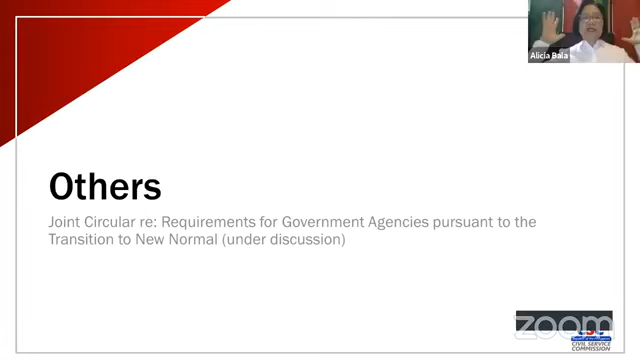 Alicia Bala
Others
Joint Circular re: Requirements for Government Agencies pursuant to the
Transition to New Normal (under discussion)
zoom
CIVIL SERVICE
COMMISSION